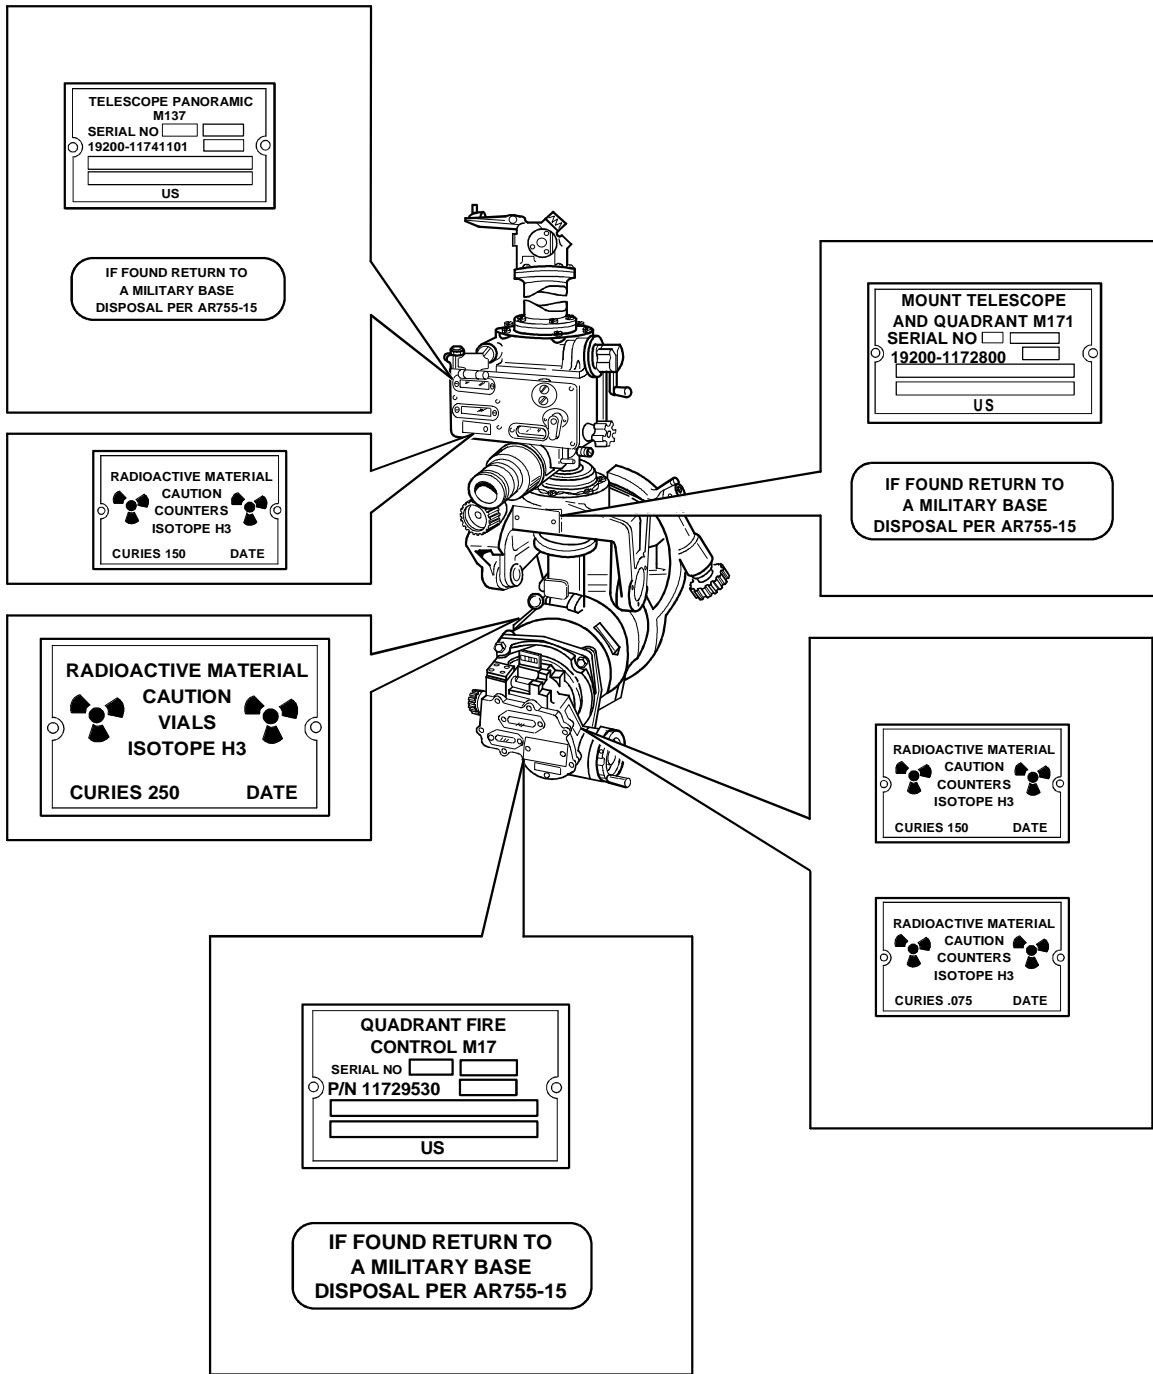 TELESCOPE PANORAMIC
M137
SERIAL NO
19200-11741101
US
IF FOUND RETURN TO
A MILITARY BASE
DISPOSAL PER AR755-15
RADIOACTIVE MATERIAL
CAUTION
COUNTERS
ISOTOPE H3
CURIES 150 DATE
RADIOACTIVE MATERIAL
CAUTION
VIALS
ISOTOPE H3
CURIES 250 DATE
MOUNT TELESCOPE
AND QUADRANT M171
SERIAL NO
19200-1172800
US
IF FOUND RETURN TO
A MILITARY BASE
DISPOSAL PER AR755-15
RADIOACTIVE MATERIAL
CAUTION
COUNTERS
ISOTOPE H3
CURIES 150 DATE
RADIOACTIVE MATERIAL
CAUTION
COUNTERS
ISOTOPE H3
CURIES .075 DATE
QUADRANT FIRE
CONTROL M17
SERIAL NO
P/N 11729530
US
IF FOUND RETURN TO
A MILITARY BASE
DISPOSAL PER AR755-15